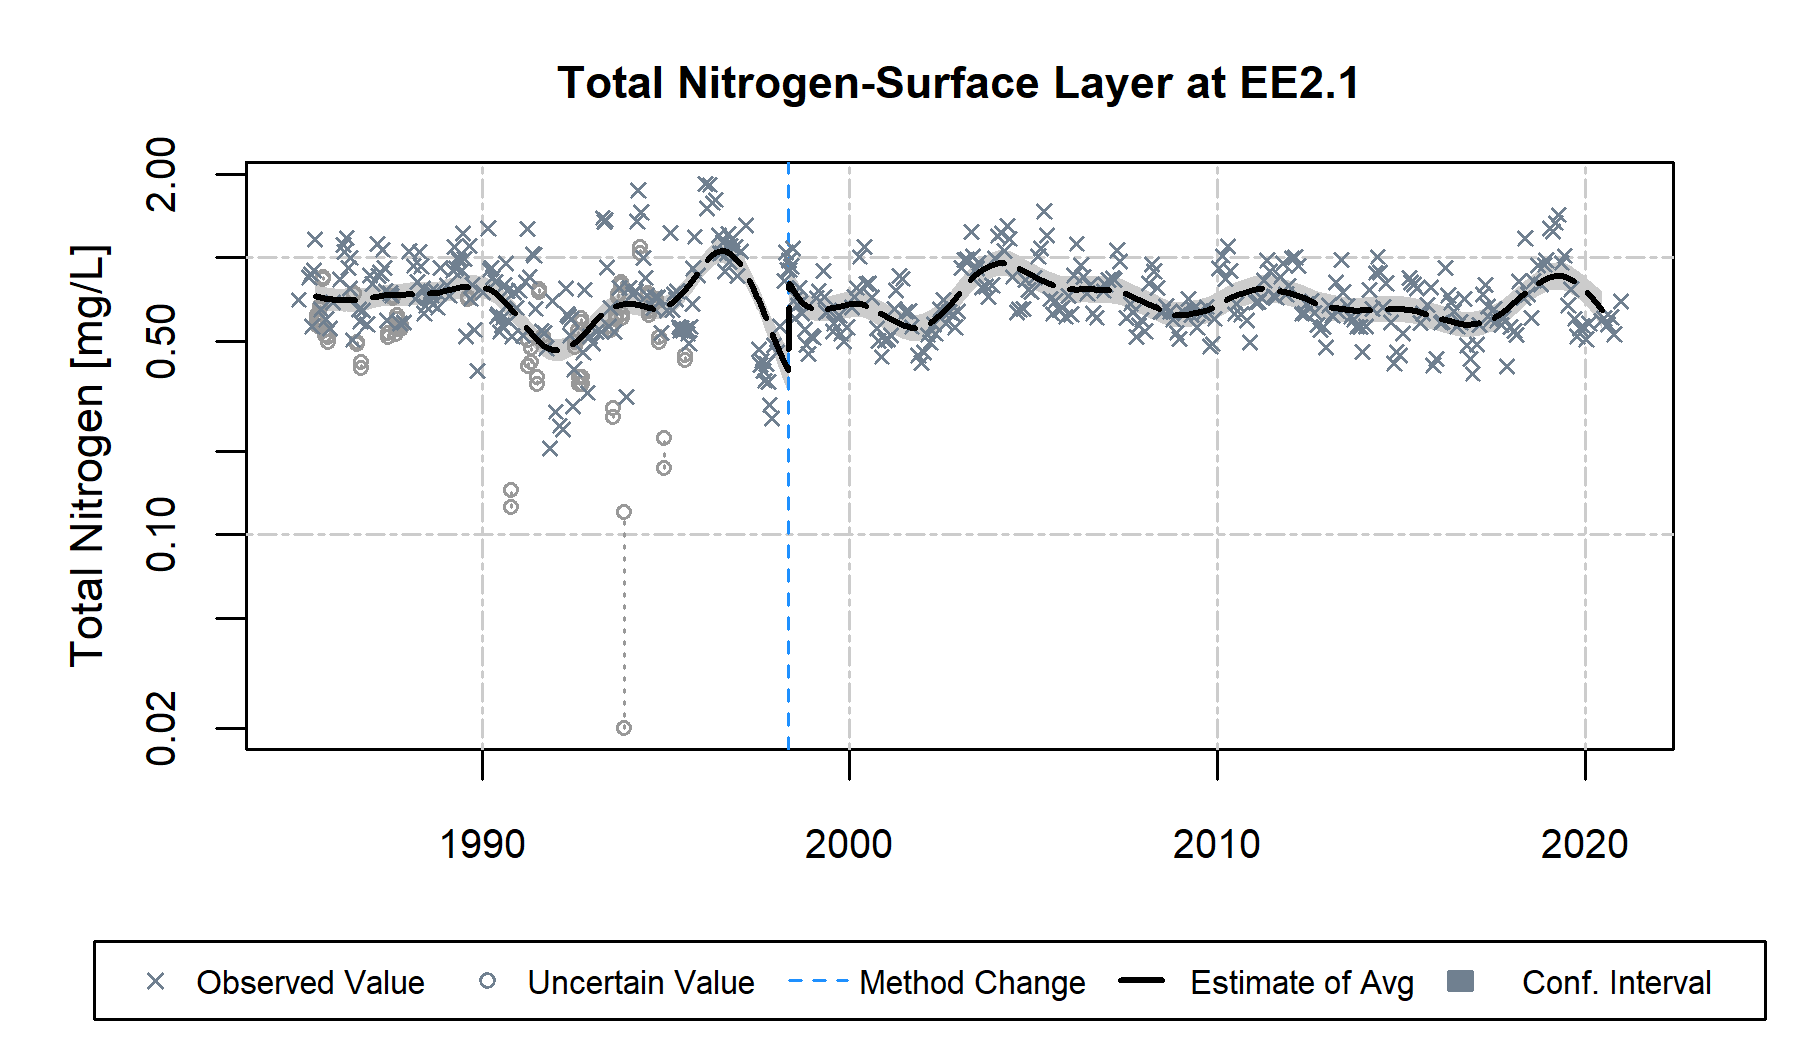 Total Nitrogen-Surface Layer at EE2.1
Total Nitrogen [mg/L]
2.00
0.50
0.10
0.02
1990 2000 2010 2020
Observed Value Uncertain Value Method Change Estimate of Avg Conf. Interval